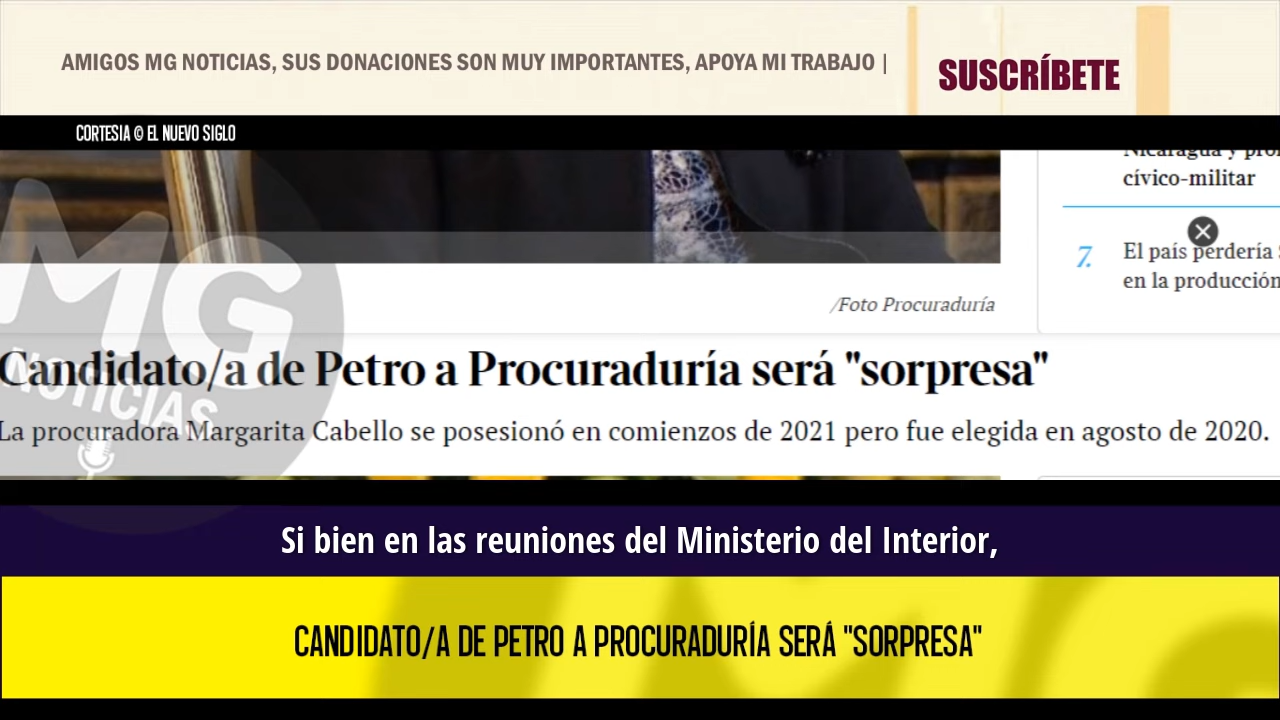 AMIGOS MG NOTICIAS, SUS DONACIONES SON MUY IMPORTANTES, APOYA MI TRABAJO |
SUSCRÍBETE
CORTESIA © EL NUEVO SIGLO
Nicaragua y
cívico-militar
7.
El país perdería
en la producción
/Foto Procuraduría
MG
NOTICIAS
Candidato/a de Petro a Procuraduría será "sorpresa"
La procuradora Margarita Cabello se posesionó en comienzos de 2021 pero fue elegida en agosto de 2020.
Si bien en las reuniones del Ministerio del Interior,
CANDIDATO/A DE PETRO A PROCURADURÍA SERÁ "SORPRESA"